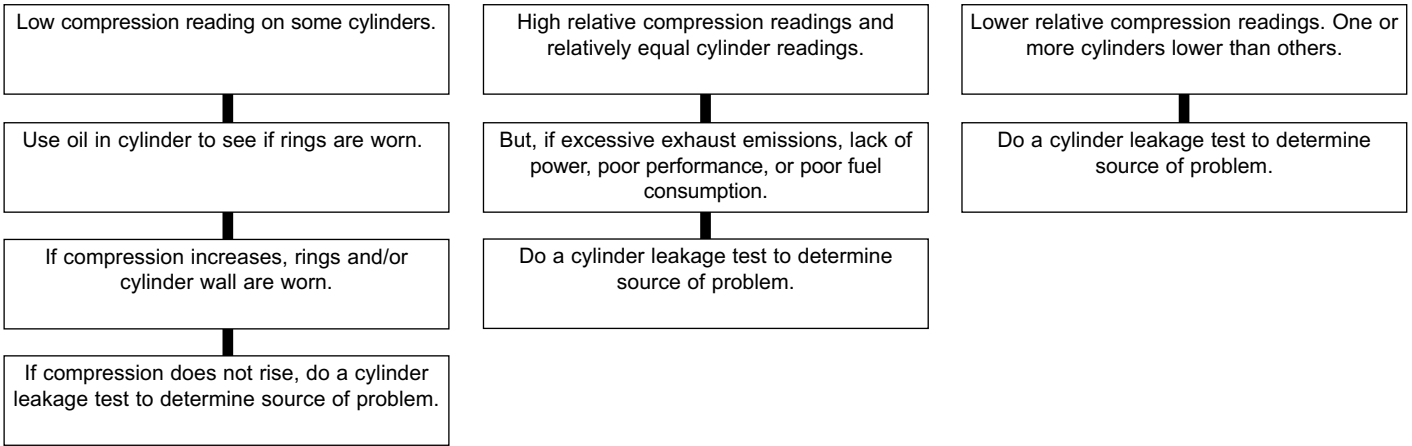 Low compression reading on some cylinders.
Use oil in cylinder to see if rings are worn.
If compression increases, rings and/or
cylinder wall are worn.
If compression does not rise, do a cylinder
leakage test to determine source of problem.
High relative compression readings and
relatively equal cylinder readings.
But, if excessive exhaust emissions, lack of
power, poor performance, or poor fuel
consumption.
Do a cylinder leakage test to determine
source of problem.
Lower relative compression readings. One or
more cylinders lower than others.
Do a cylinder leakage test to determine
source of problem.